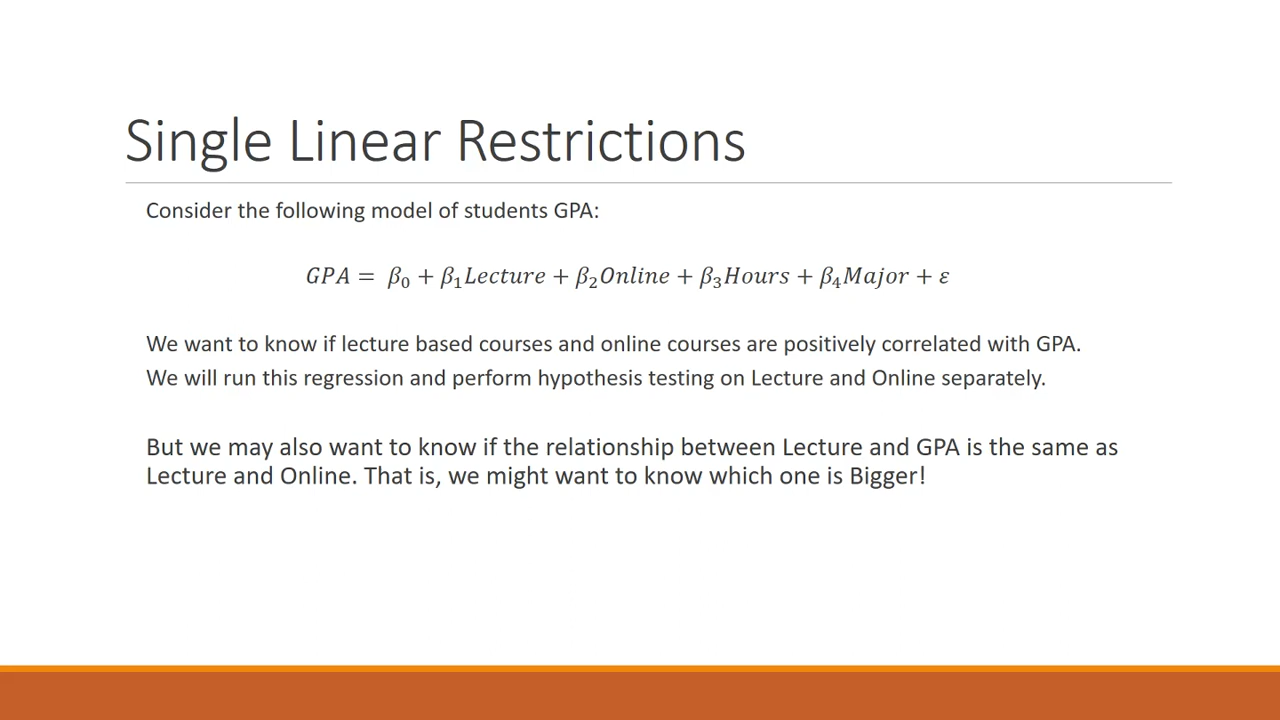 Single Linear Restrictions
Consider the following model of students GPA:
𝐺𝑃𝐴 = 𝛽₀ + 𝛽₁𝐿𝑒𝑐𝑡𝑢𝑟𝑒 + 𝛽₂𝑂𝑛𝑙𝑖𝑛𝑒 + 𝛽₃𝐻𝑜𝑢𝑟𝑠 + 𝛽₄𝑀𝑎𝑗𝑜𝑟 + 𝜀
We want to know if lecture based courses and online courses are positively correlated with GPA.
We will run this regression and perform hypothesis testing on Lecture and Online separately.
But we may also want to know if the relationship between Lecture and GPA is the same as
Lecture and Online. That is, we might want to know which one is Bigger!